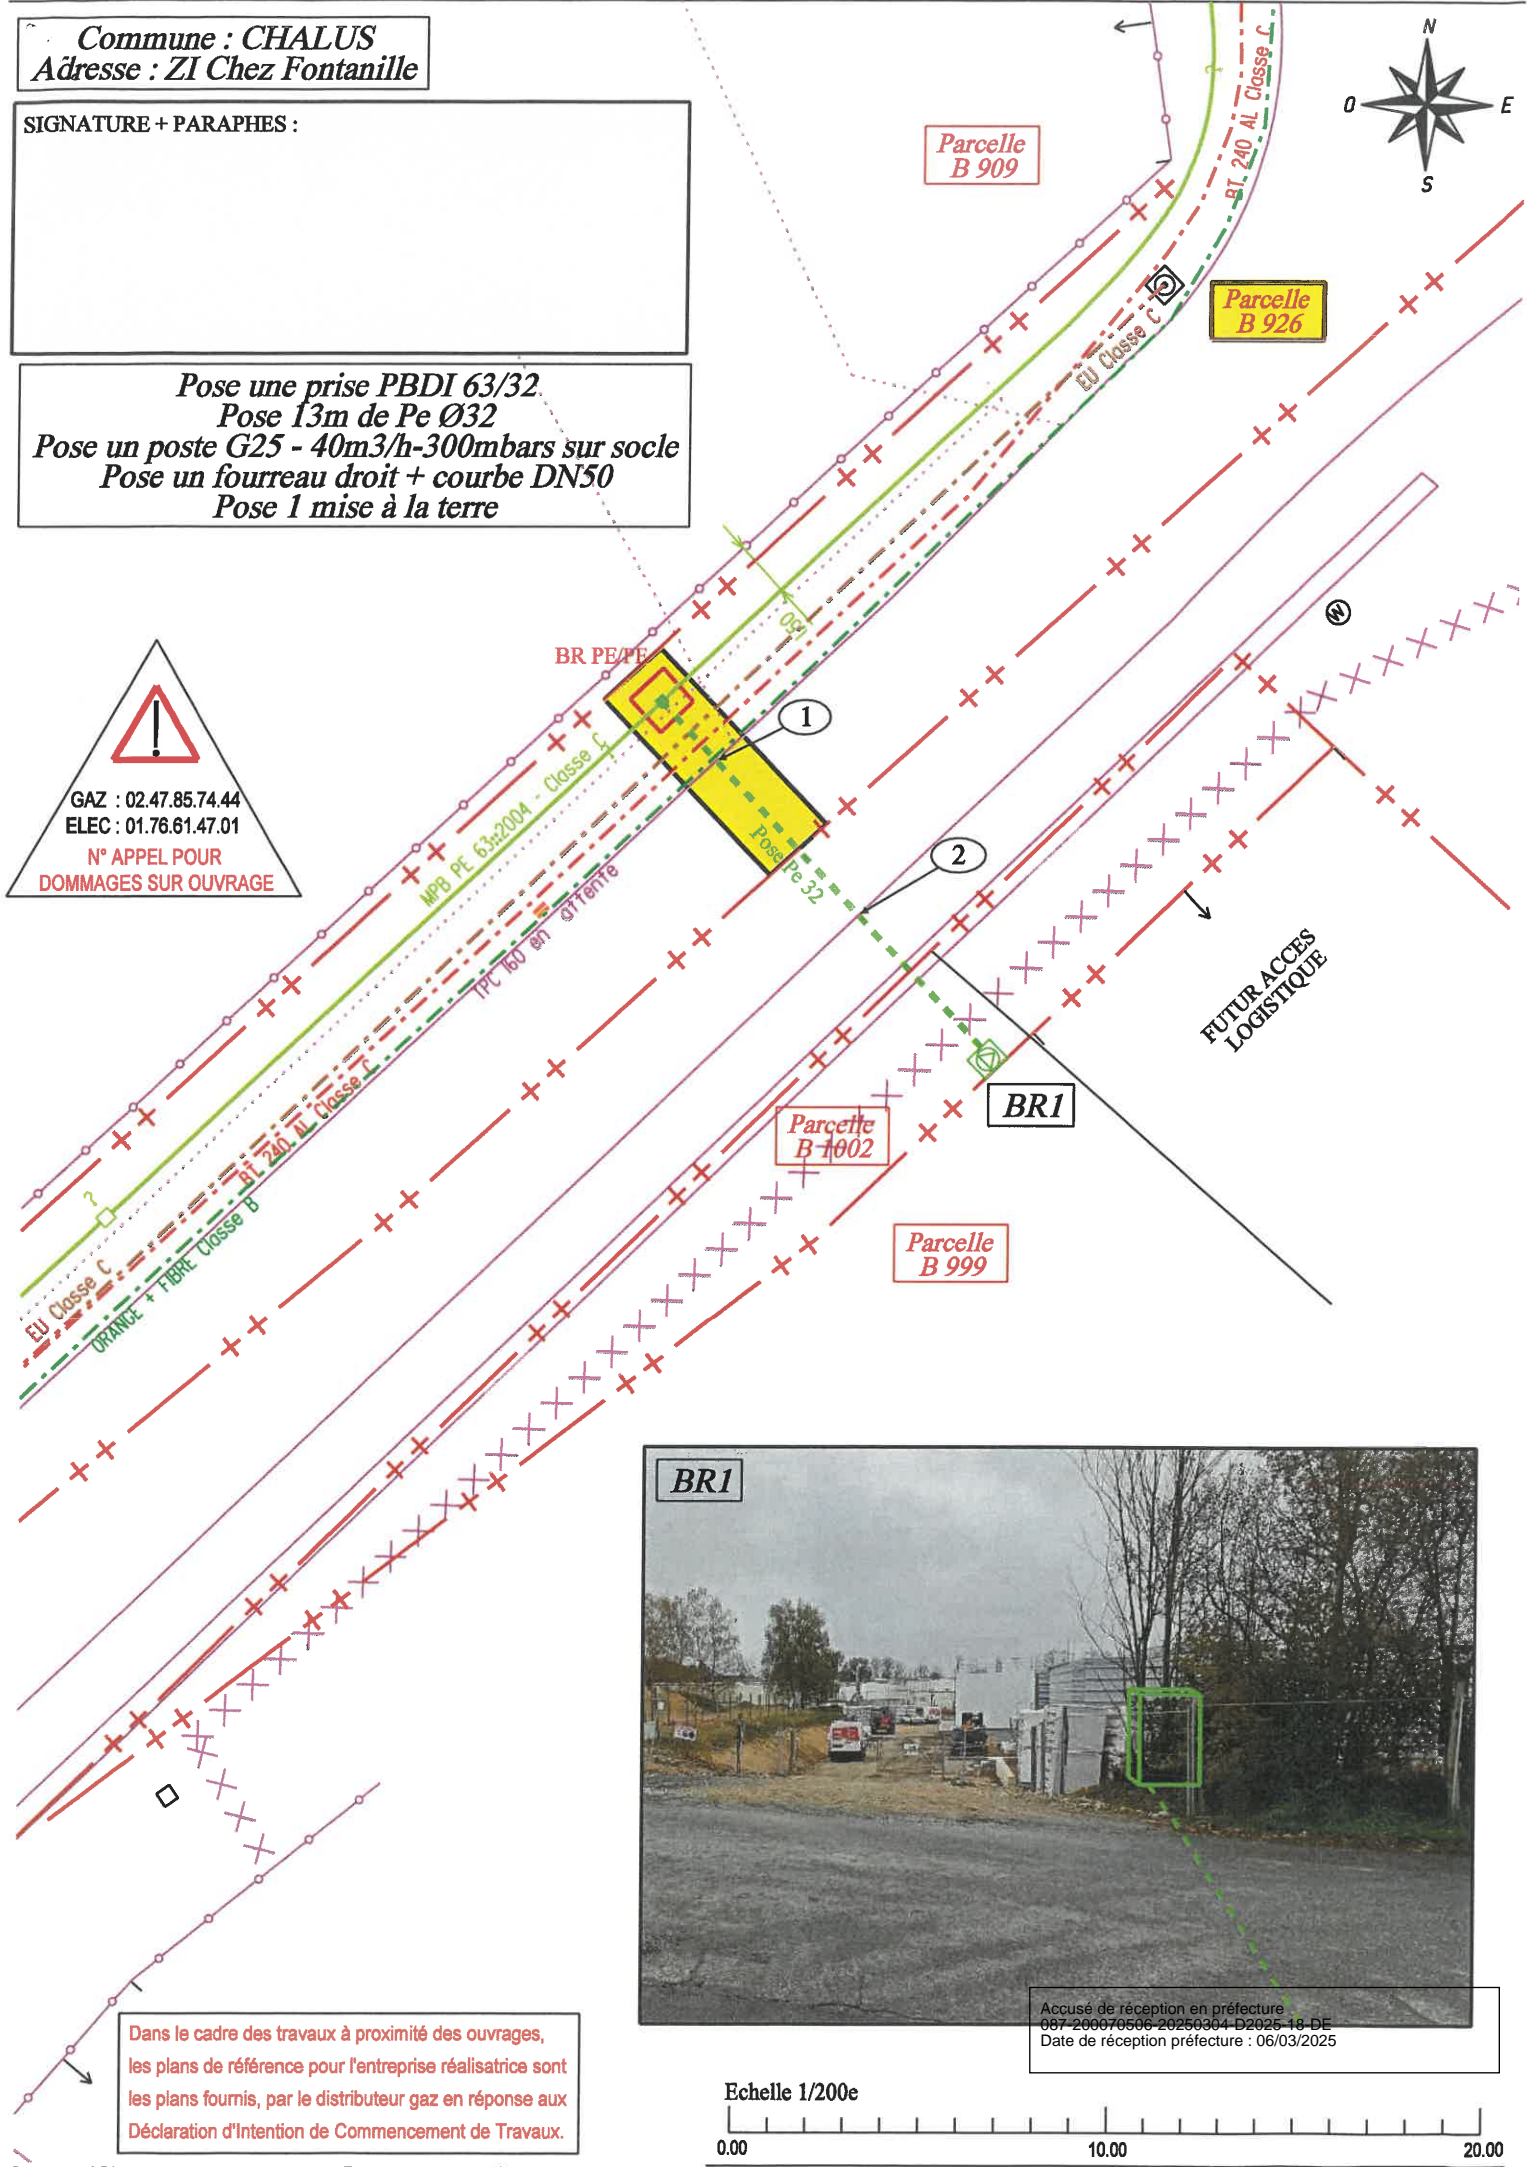 Commune : CHALUS
Adresse : ZI Chez Fontanille
SIGNATURE + PARAPHES :
Pose une prise PBDI 63/32
Pose 13m de Pe Ø32
Pose un poste G25 - 40m3/h-300mbars sur socle
Pose un fourreau droit + courbe DN50
Pose 1 mise à la terre
N
O
E
S
Parcelle
B 909
BT 240 AL Classe C
?
Parcelle
B 926
EU Classe C
150
BR PE/PE
1
W
GAZ : 02.47.85.74.44
ELEC : 01.76.61.47.01
N° APPEL POUR
DOMMAGES SUR OUVRAGE
MPB PE 63::2004 - Classe C
Pose Pe 32
2
TPC 160 en attente
FUTUR ACCES
LOGISTIQUE
BR1
Parcelle
B 1002
BT 240 AL Classe C
?
ORANGE + FIBRE Classe B
EU Classe C
Parcelle
B 999
BR1
Accusé de réception en préfecture
087-200070506-20250304-D2025-18-DE
Date de réception préfecture : 06/03/2025
Dans le cadre des travaux à proximité des ouvrages,
les plans de référence pour l'entreprise réalisatrice sont
les plans fournis, par le distributeur gaz en réponse aux
Déclaration d'Intention de Commencement de Travaux.
Echelle 1/200e
0.00
10.00
20.00